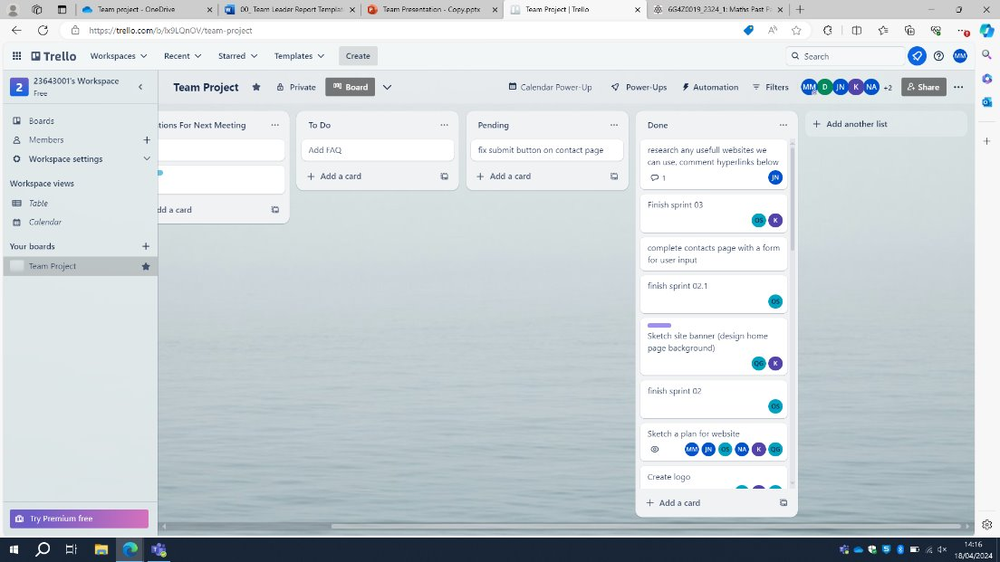 Team project - OneDrive
00_ Team Leader Report Templat
Team Presentation - Copy.pptx
Team Project | Trello
6G4Z0019_2324_1: Maths Past Pa
https://trello.com/b/lx9LQnOV/team-project
Trello
Workspaces
Recent
Starred
Templates
Create
Search
MM
2
23643001's Workspace
Free
Team Project
Private
Board
Calendar Power-Up
Power-Ups
Automation
Filters
MM
D
JN
K
NA
+2
Share
Boards
Members
Workspace settings
Workspace views
Table
Calendar
Your boards
Team Project
Try Premium free
tions For Next Meeting
dd a card
To Do
Add FAQ
Add a card
Pending
fix submit button on contact page
Add a card
Done
research any usefull websites we
can use. comment hyperlinks below
1
JN
Finish sprint 03
OS
K
complete contacts page with a form
for user input
finish sprint 02.1
OS
Sketch site banner (design home
page background)
QG
K
finish sprint 02
OS
Sketch a plan for website
MM
JN
OS
NA
K
QG
Create logo
Add a card
Add another list
14:16
18/04/2024